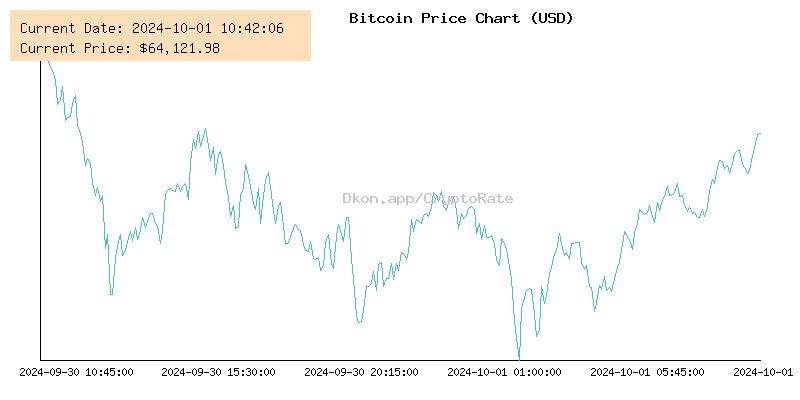 Bitcoin Price Chart (USD)
Current Date: 2024-10-01 10:42:06
Current Price: $64,121.98
Dkon.app/CryptoRate
2024-09-30 10:45:00 2024-09-30 15:30:00 2024-09-30 20:15:00 2024-10-01 01:00:00 2024-10-01 05:45:00 2024-10-01